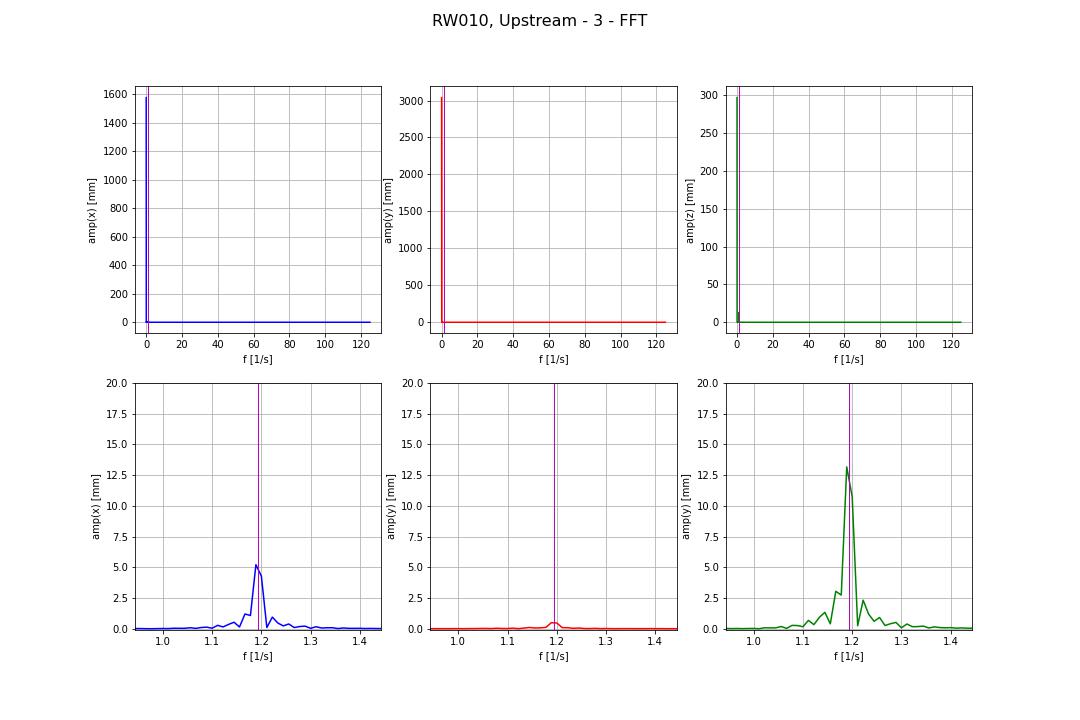 RW010, Upstream - 3 - FFT
1600
1400
1200
1000
800
600
400
200
0
amp(x) [mm]
0 20 40 60 80 100 120
f [1/s]
3000
2500
2000
1500
1000
500
0
amp(y) [mm]
0 20 40 60 80 100 120
f [1/s]
300
250
200
150
100
50
0
amp(z) [mm]
0 20 40 60 80 100 120
f [1/s]
20.0
17.5
15.0
12.5
10.0
7.5
5.0
2.5
0.0
amp(x) [mm]
1.0 1.1 1.2 1.3 1.4
f [1/s]
20.0
17.5
15.0
12.5
10.0
7.5
5.0
2.5
0.0
amp(y) [mm]
1.0 1.1 1.2 1.3 1.4
f [1/s]
20.0
17.5
15.0
12.5
10.0
7.5
5.0
2.5
0.0
amp(y) [mm]
1.0 1.1 1.2 1.3 1.4
f [1/s]